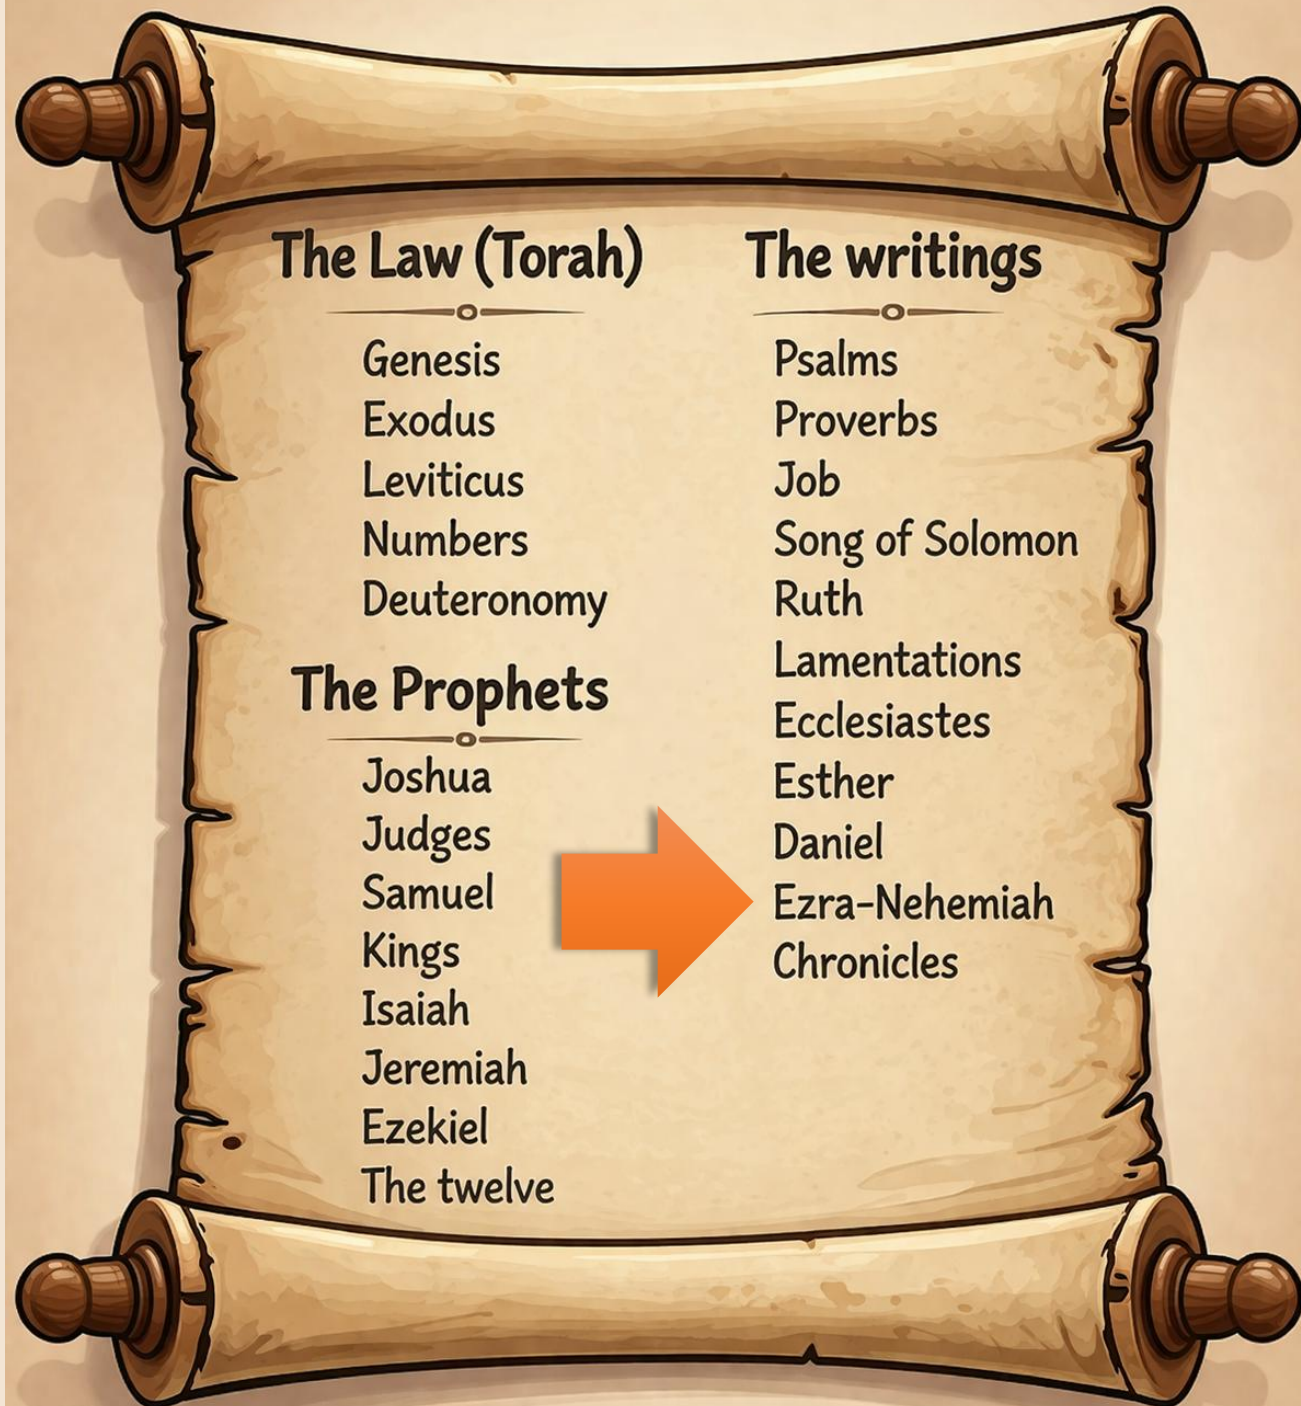 The Law (Torah)
Genesis
Exodus
Leviticus
Numbers
Deuteronomy
The Prophets
Joshua
Judges
Samuel
Kings
Isaiah
Jeremiah
Ezekiel
The twelve
The writings
Psalms
Proverbs
Job
Song of Solomon
Ruth
Lamentations
Ecclesiastes
Esther
Daniel
Ezra-Nehemiah
Chronicles